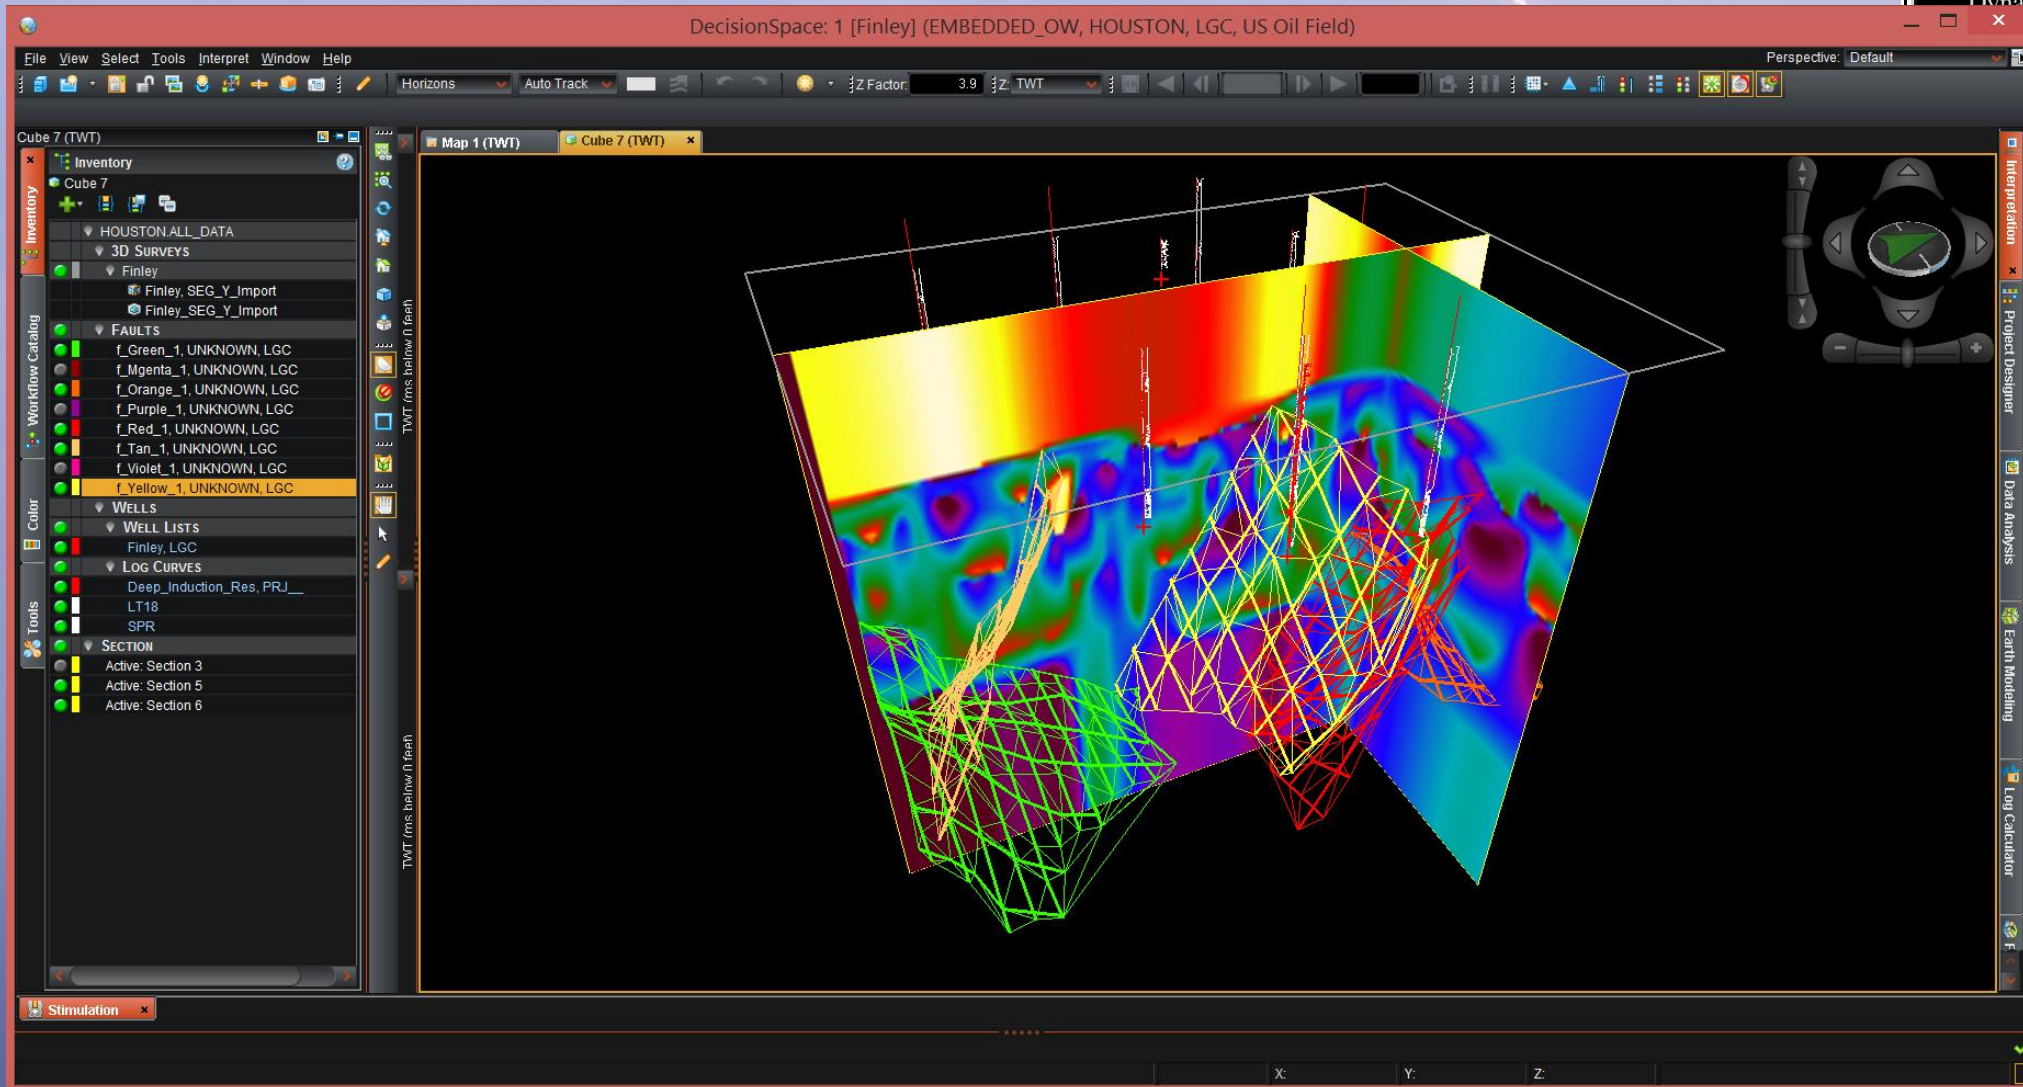 DecisionSpace: 1 [Finley] (EMBEDDED_OW, HOUSTON, LGC, US Oil Field)
File View Select Tools Interpret Window Help
Perspective: Default
Horizons Auto Track Z Factor: 3.9 Z: TWT
Cube 7 (TWT)
Map 1 (TWT) Cube 7 (TWT)
Inventory
Cube 7
HOUSTON.ALL_DATA
3D SURVEYS
Finley
Finley, SEG_Y_Import
Finley_SEG_Y_Import
FAULTS
f_Green_1, UNKNOWN, LGC
f_Mgenta_1, UNKNOWN, LGC
f_Orange_1, UNKNOWN, LGC
f_Purple_1, UNKNOWN, LGC
f_Red_1, UNKNOWN, LGC
f_Tan_1, UNKNOWN, LGC
f_Violet_1, UNKNOWN, LGC
f_Yellow_1, UNKNOWN, LGC
WELLS
WELL LISTS
Finley, LGC
LOG CURVES
Deep_Induction_Res, PRJ__
LT18
SPR
SECTION
Active: Section 3
Active: Section 5
Active: Section 6
Inventory
Workflow Catalog
Color
Tools
TWT (ms below 0 feet)
TWT (ms below 0 feet)
Interpretation
Project Designer
Data Analysis
Earth Modeling
Log Calculator
Stimulation
X: Y: Z: